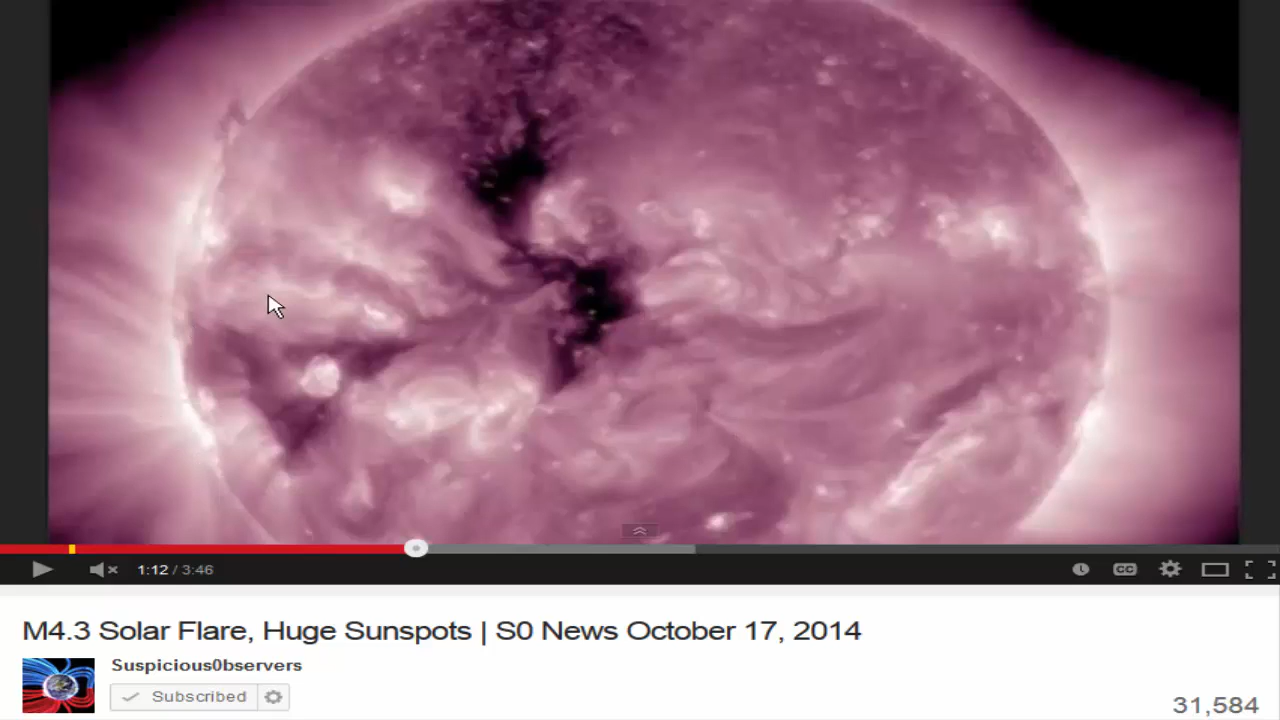 1:12 / 3:46
CC
M4.3 Solar Flare, Huge Sunspots | S0 News October 17, 2014
Suspicious0bservers
Subscribed
31,584